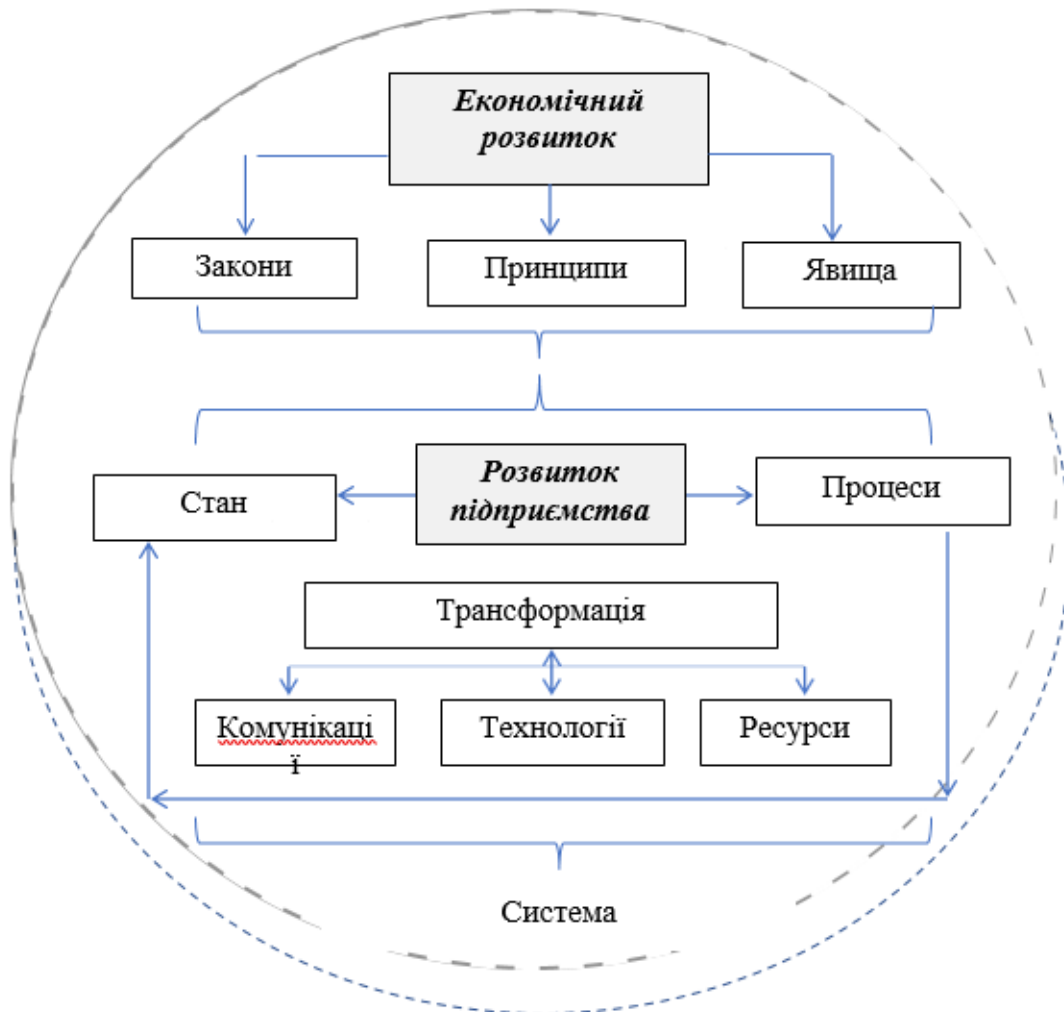 Економічний
розвиток
Закони
Принципи
Явища
Стан
Розвиток
підприємства
Процеси
Трансформація
Комунікаці
ї
Технології
Ресурси
Система